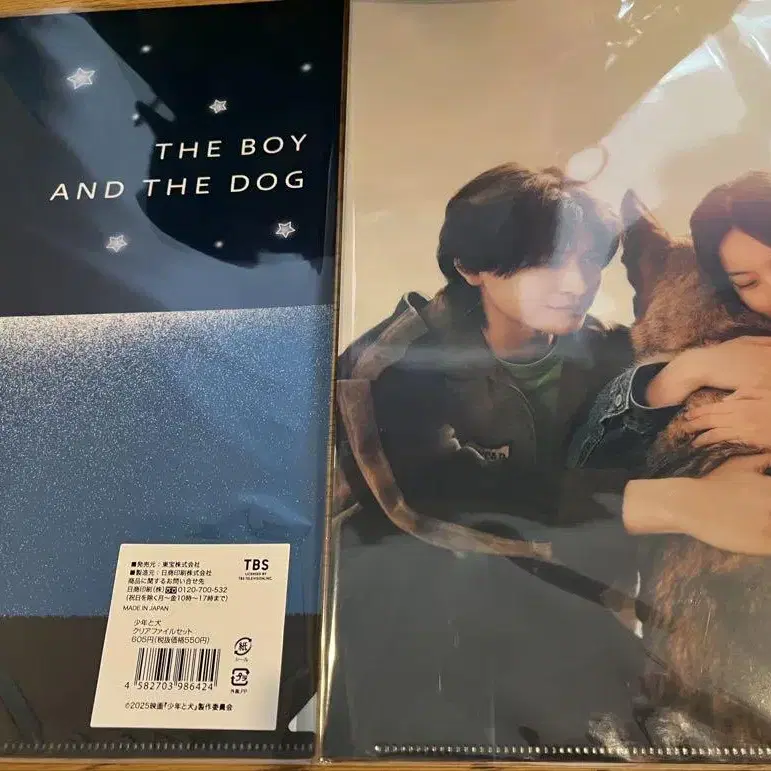 THE BOY
AND THE DOG
■発売元：東宝株式会社
■製造元：日商印刷株式会社
商品に関するお問い合せ先
日商印刷(株) 0120-700-532
(祝日を除く月～金10時～17時まで)
MADE IN JAPAN
TBS
LICENSED BY
TBS TELEVISION, INC.
少年と犬
クリアファイルセット
605円(税抜価格550円)
紙
シール
プラ
外装,PP
4 582703 986424
©2025映画「少年と犬」製作委員会